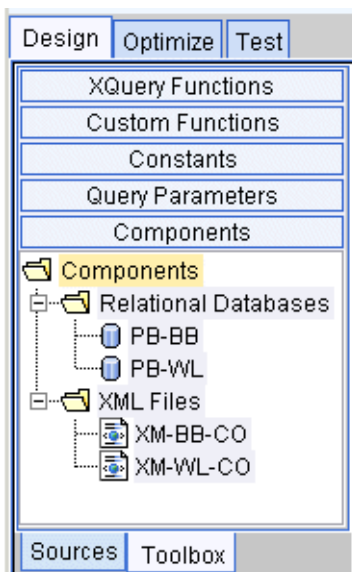 Design Optimize Test
XQuery Functions
Custom Functions
Constants
Query Parameters
Components
Components
Relational Databases
PB-BB
PB-WL
XML Files
XM-BB-CO
XM-WL-CO
Sources Toolbox